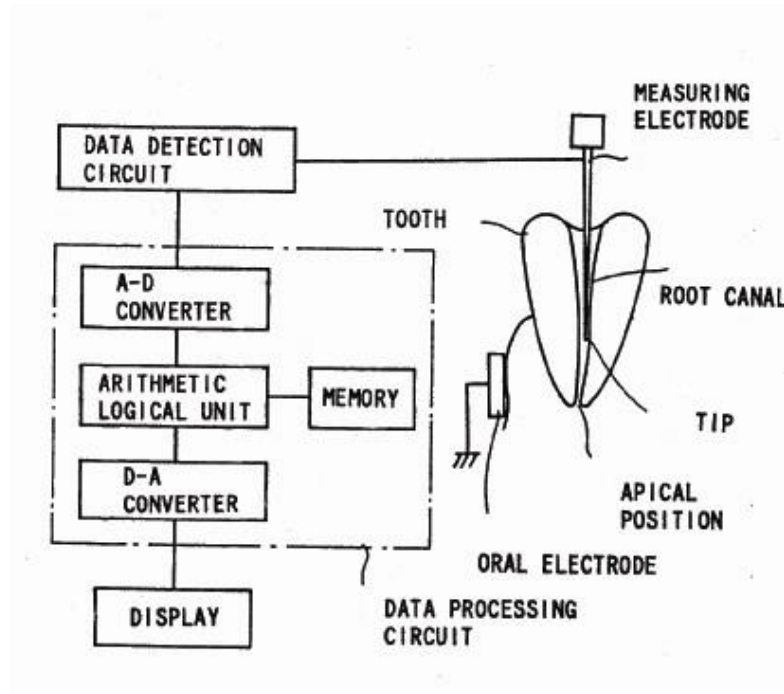 MEASURING
ELECTRODE
DATA DETECTION
CIRCUIT
TOOTH
A-D
CONVERTER
ROOT CANAL
ARITHMETIC
LOGICAL UNIT
MEMORY
TIP
D-A
CONVERTER
APICAL
POSITION
ORAL ELECTRODE
DISPLAY
DATA PROCESSING
CIRCUIT